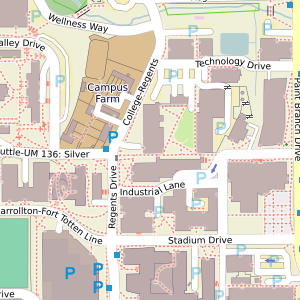 Wellness Way
alley Drive
Technology Drive
College-Regents
Campus
Farm
Paint Branch Drive
uttle-UM 136: Silver
Regents Drive
Industrial Lane
arrollton-Fort Totten Line
Stadium Drive
P
P
P
P
P
P
P
P
P
P
P
P